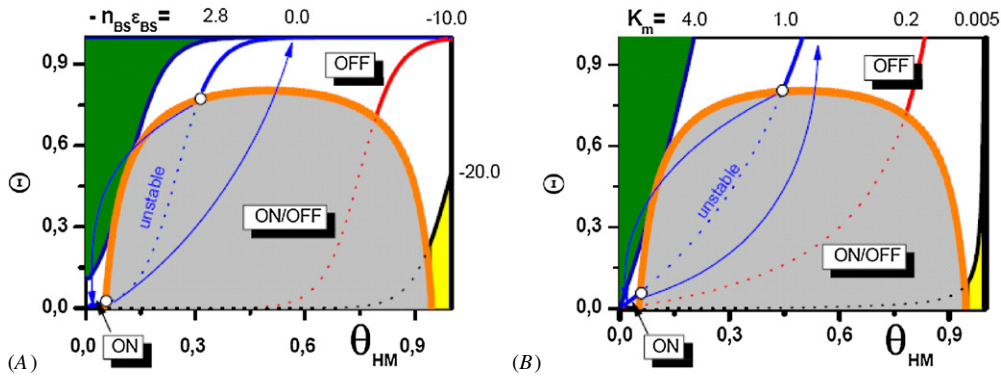 - n_BS ε_BS = 2.8 0.0 -10.0
0,9
0,6
0,3
0,0
Θ
OFF
unstable
ON/OFF
-20.0
ON
0,0 0,3 0,6 0,9
θ_HM
(A)
K_m = 4.0 1.0 0.2 0.005
0,9
0,6
0,3
0,0
Θ
OFF
unstable
ON/OFF
ON
0,0 0,3 0,6 0,9
θ_HM
(B)